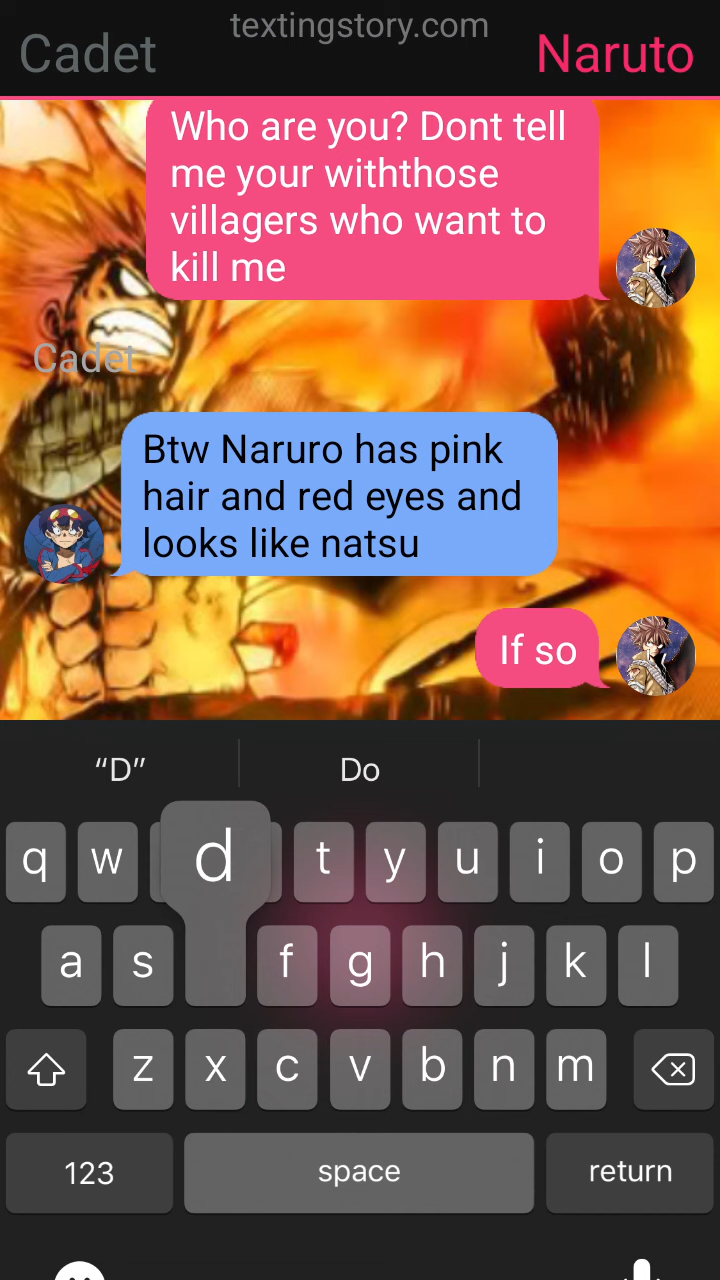 textingstory.com
Cadet
Naruto
Who are you? Dont tell
me your withthose
villagers who want to
kill me
Cadet
Btw Naruro has pink
hair and red eyes and
looks like natsu
If so
“D”
Do
q w d t y u i o p
a s f g h j k l
z x c v b n m
123 space return